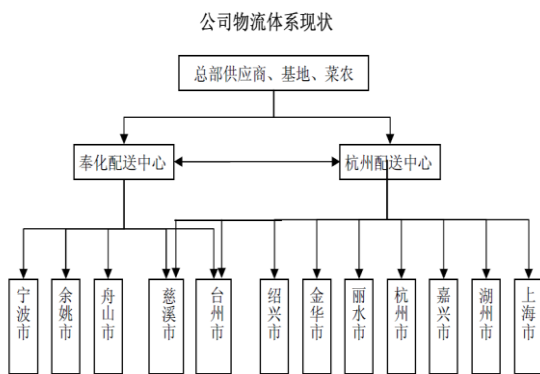 公司物流体系现状
总部供应商、基地、菜农
奉化配送中心
杭州配送中心
宁波市
余姚市
舟山市
慈溪市
台州市
绍兴市
金华市
丽水市
杭州市
嘉兴市
湖州市
上海市